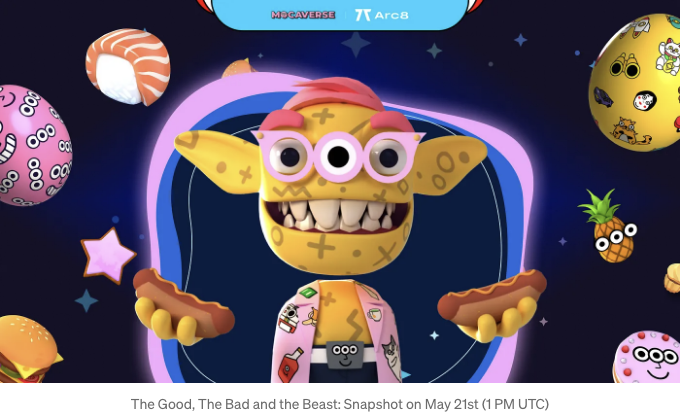 MOCAVERSE Arc8
The Good, The Bad and the Beast: Snapshot on May 21st (1 PM UTC)